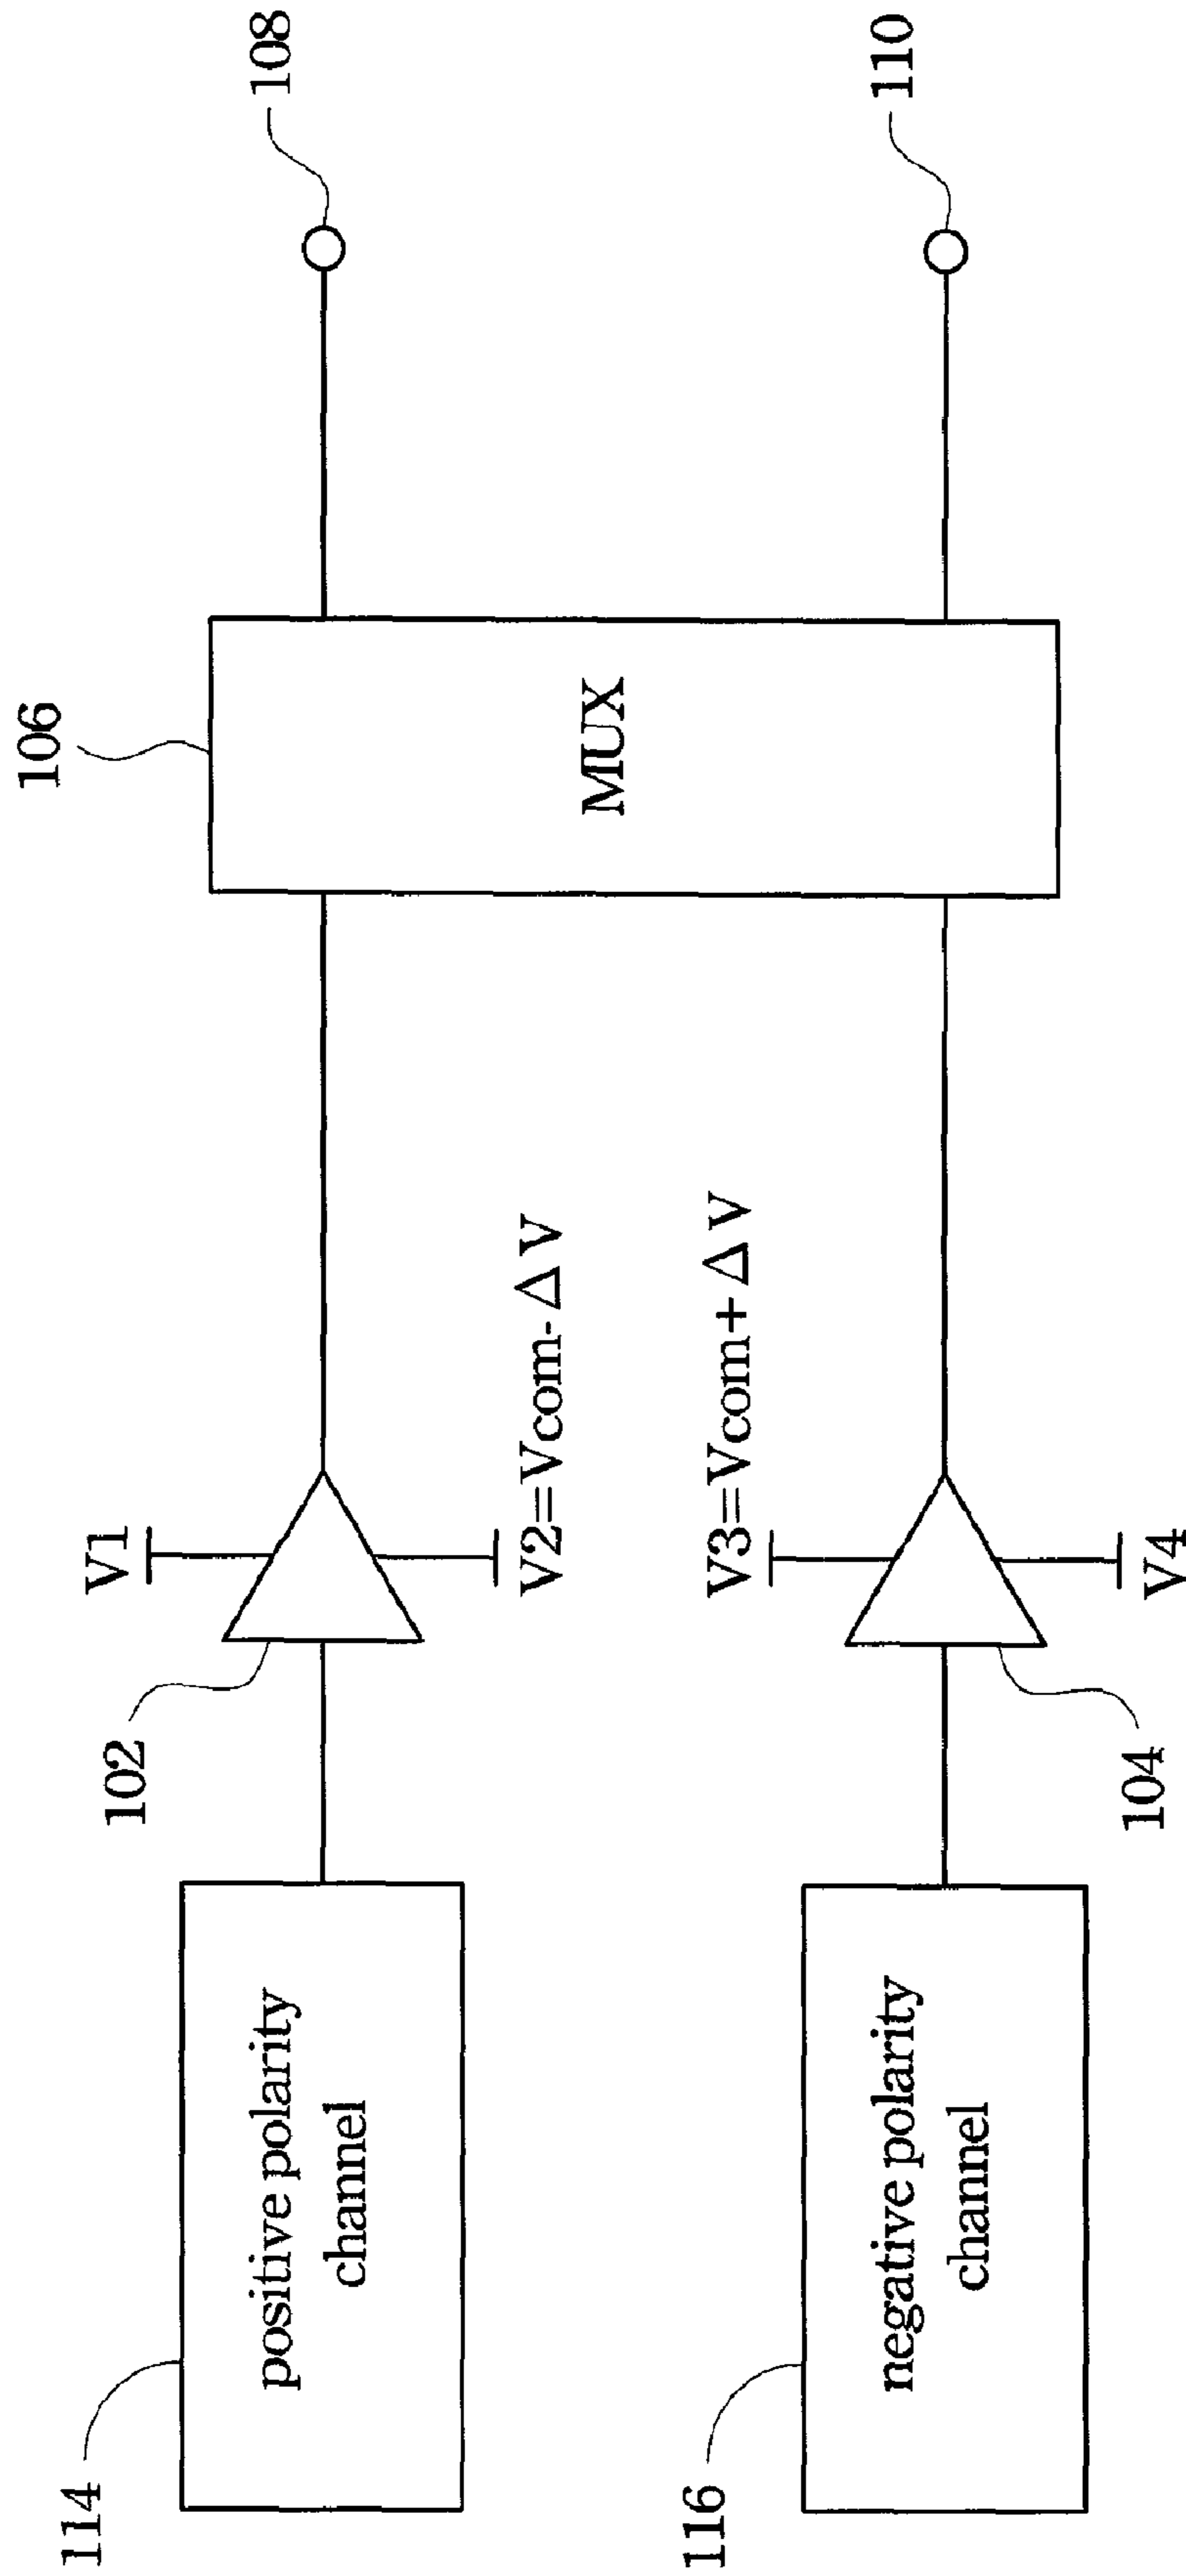 114
positive polarity
channel
102
V1
V2=Vcom-ΔV
106
MUX
108
116
negative polarity
channel
104
V3=Vcom+ΔV
V4
110